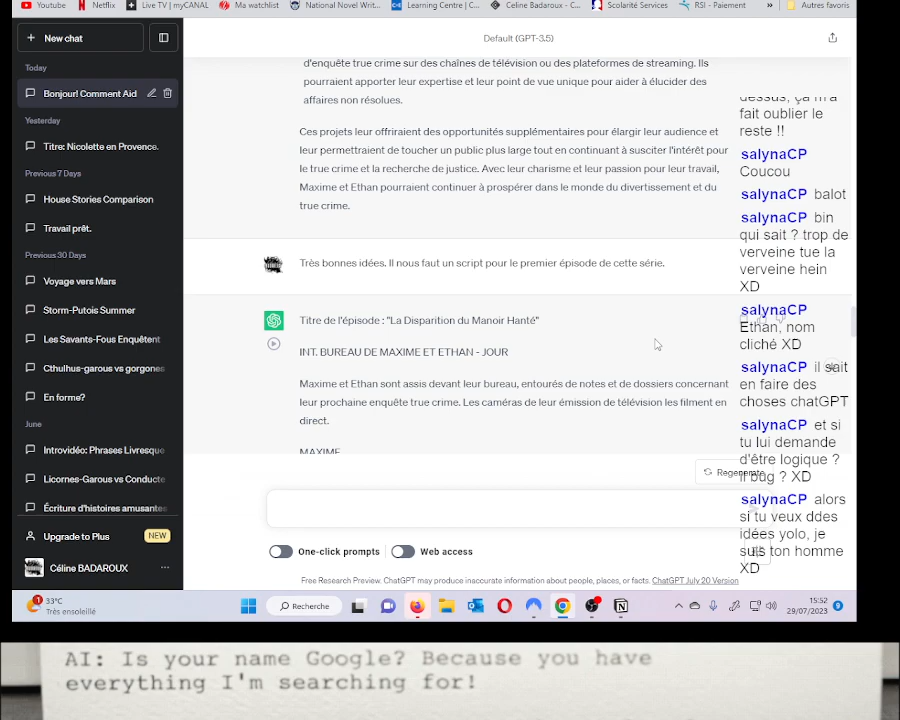 Youtube
Netflix
Live TV | myCANAL
Ma watchlist
National Novel Writ...
Learning Centre | C...
Celine Badaroux - C...
Scolarité Services
RSI - Paiement
»
Autres favoris
+ New chat
Today
Bonjour! Comment Aid
Yesterday
Titre: Nicolette en Provence.
Previous 7 Days
House Stories Comparison
Travail prêt.
Previous 30 Days
Voyage vers Mars
Storm-Putois Summer
Les Savants-Fous Enquêtent
Cthulhus-garous vs gorgones
En forme?
June
Introvidéo: Phrases Livresque
Licornes-Garous vs Conducte
Écriture d'histoires amusantes
Upgrade to Plus
NEW
Céline BADAROUX
...
Default (GPT-3.5)
d'enquête true crime sur des chaînes de télévision ou des plateformes de streaming. Ils
pourraient apporter leur expertise et leur point de vue unique pour aider à élucider des
affaires non résolues.
Ces projets leur offriraient des opportunités supplémentaires pour élargir leur audience et
leur permettraient de toucher un public plus large tout en continuant à susciter l'intérêt pour
le true crime et la recherche de justice. Avec leur charisme et leur passion pour leur travail,
Maxime et Ethan pourraient continuer à prospérer dans le monde du divertissement et du
true crime.
Très bonnes idées. Il nous faut un script pour le premier épisode de cette série.
Titre de l'épisode : "La Disparition du Manoir Hanté"
INT. BUREAU DE MAXIME ET ETHAN - JOUR
Maxime et Ethan sont assis devant leur bureau, entourés de notes et de dossiers concernant
leur prochaine enquête true crime. Les caméras de leur émission de télévision les filment en
direct.
MAXIME
Regenerate
One-click prompts
Web access
Free Research Preview. ChatGPT may produce inaccurate information about people, places, or facts. ChatGPT July 20 Version
dessus, ça m'a
fait oublier le
reste !!
salynaCP
Coucou
salynaCP balot
salynaCP bin
qui sait ? trop de
verveine tue la
verveine hein
XD
salynaCP
Ethan, nom
cliché XD
salynaCP il sait
en faire des
choses chatGPT
salynaCP et si
tu lui demande
d'être logique ?
il bug ? XD
salynaCP alors
si tu veux ddes
idées yolo, je
suis ton homme
XD
1
33°C
Très ensoleillé
Recherche
15:52
29/07/2023
9
AI: Is your name Google? Because you have
everything I'm searching for!